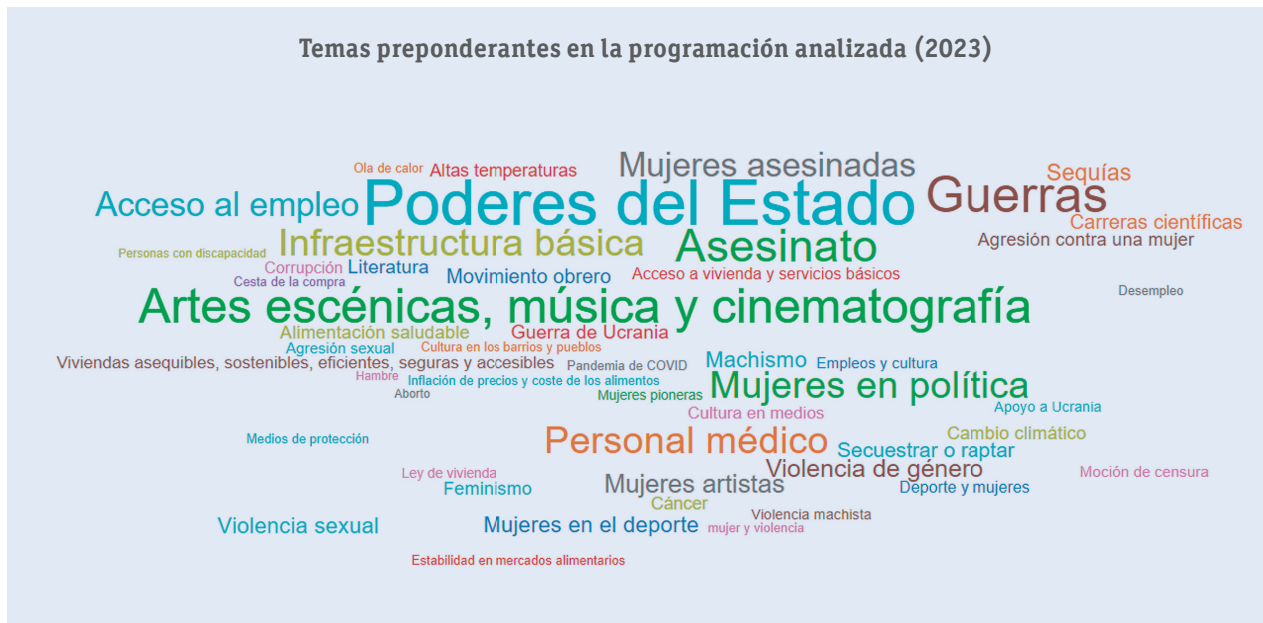 Temas preponderantes en la programación analizada (2023)
Mujeres asesinadas
Ola de calor
Altas temperaturas
Sequías
Acceso al empleo
Poderes del Estado
Guerras
Carreras científicas
Infraestructura básica
Asesinato
Agresión contra una mujer
Personas con discapacidad
Corrupción
Literatura
Movimiento obrero
Acceso a vivienda y servicios básicos
Cesta de la compra
Desempleo
Artes escénicas, música y cinematografía
Alimentación saludable
Guerra de Ucrania
Agresión sexual
Cultura en los barrios y pueblos
Viviendas asequibles, sostenibles, eficientes, seguras y accesibles
Pandemia de COVID
Machismo
Empleos y cultura
Hambre
Inflación de precios y coste de los alimentos
Mujeres en política
Aborto
Mujeres pioneras
Apoyo a Ucrania
Cultura en medios
Medios de protección
Personal médico
Cambio climático
Secuestrar o raptar
Ley de vivienda
Violencia de género
Moción de censura
Feminismo
Mujeres artistas
Deporte y mujeres
Cáncer
Violencia machista
Violencia sexual
Mujeres en el deporte
mujer y violencia
Estabilidad en mercados alimentarios